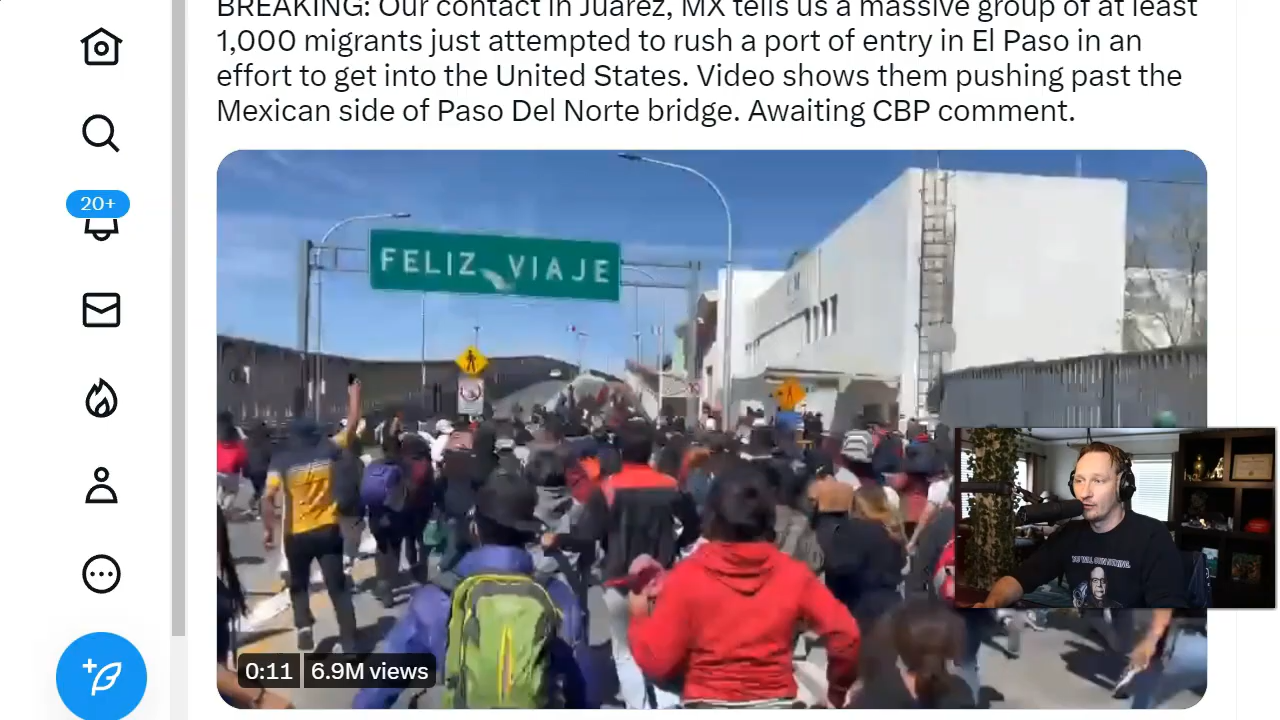 BREAKING: Our contact in Juarez, MX tells us a massive group of at least
1,000 migrants just attempted to rush a port of entry in El Paso in an
effort to get into the United States. Video shows them pushing past the
Mexican side of Paso Del Norte bridge. Awaiting CBP comment.
20+
FELIZ VIAJE
0:11
6.9M views